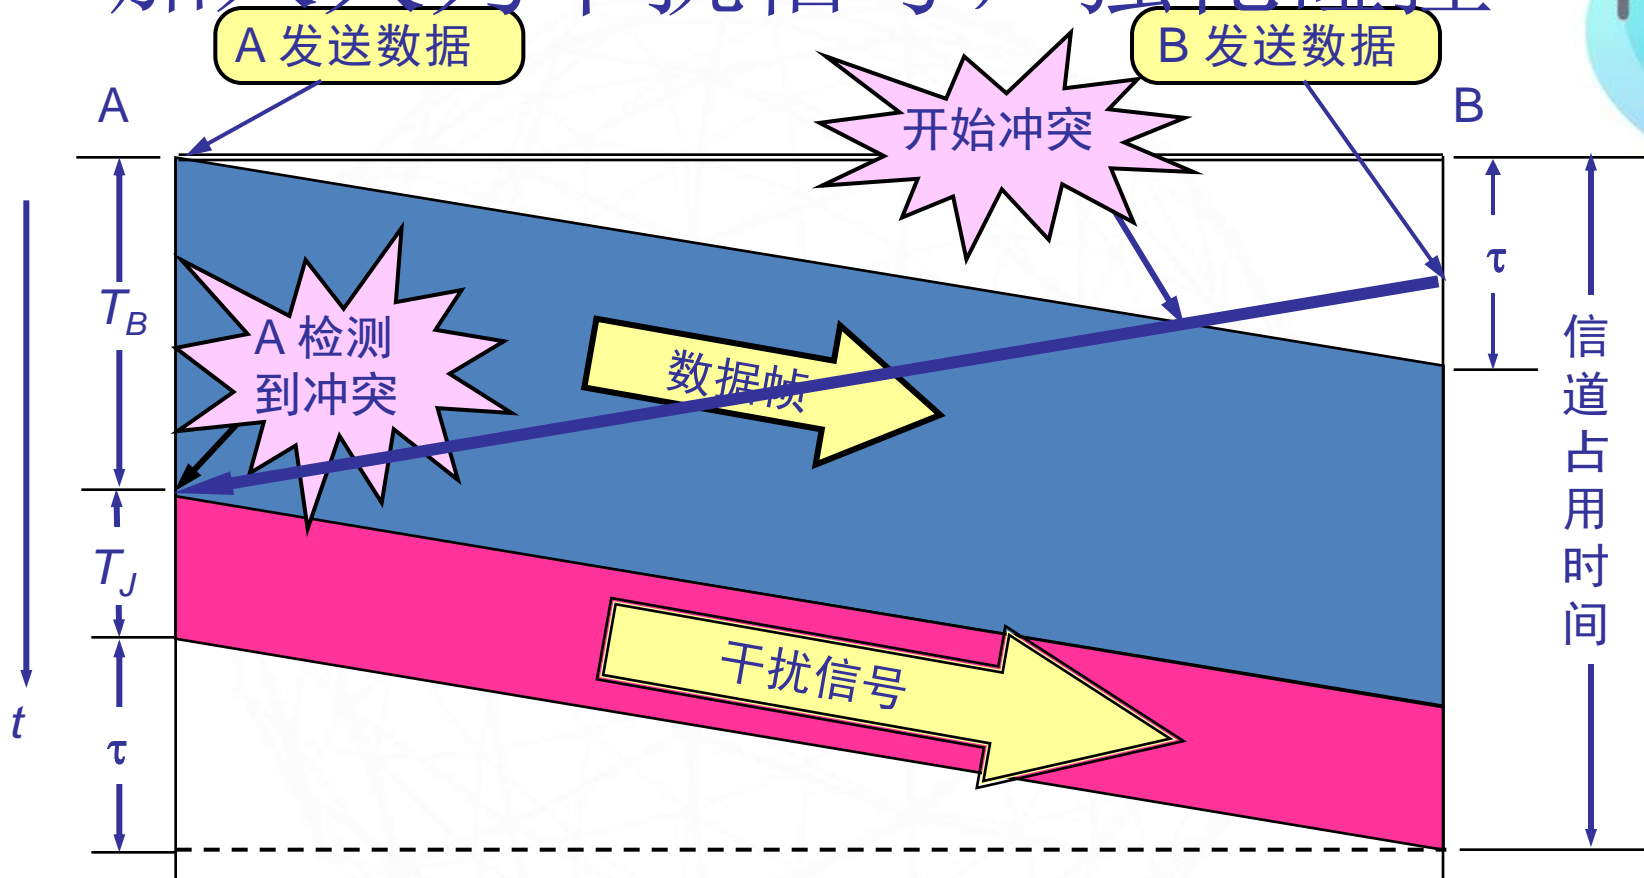 A 发送数据
B 发送数据
A
B
开始冲突
τ
T_B
A 检测
到冲突
数据帧
信
道
占
用
时
间
T_J
干扰信号
t
τ